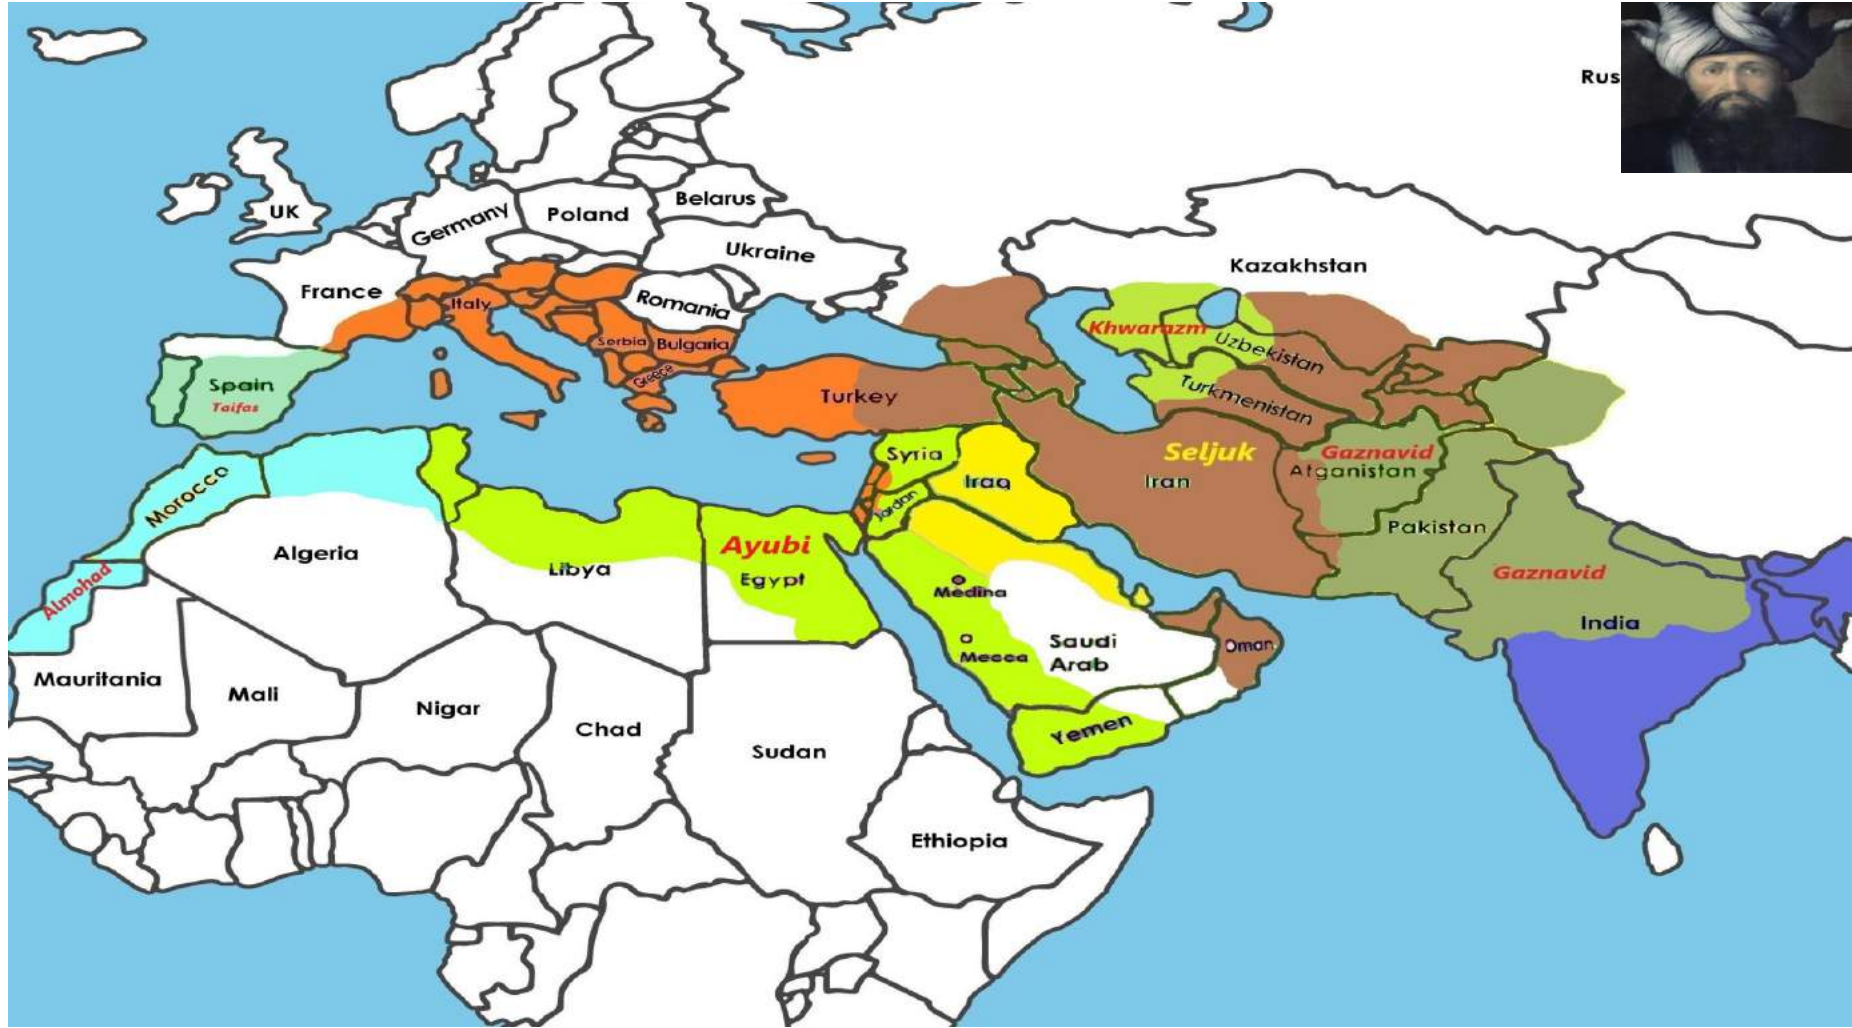 Rus
UK
Germany
Poland
Belarus
Ukraine
France
Italy
Romania
Serbia
Bulgaria
Greece
Kazakhstan
Khwarazm
Uzbekistan
Turkmenistan
Spain
Taifas
Turkey
Seljuk
Iran
Gaznavid
Afganistan
Pakistan
Syria
Iraq
Jordan
Morocco
Almohad
Algeria
Libya
Ayubi
Egypt
Medina
Mecca
Saudi
Arab
Oman
Yemen
Gaznavid
India
Mauritania
Mali
Nigar
Chad
Sudan
Ethiopia